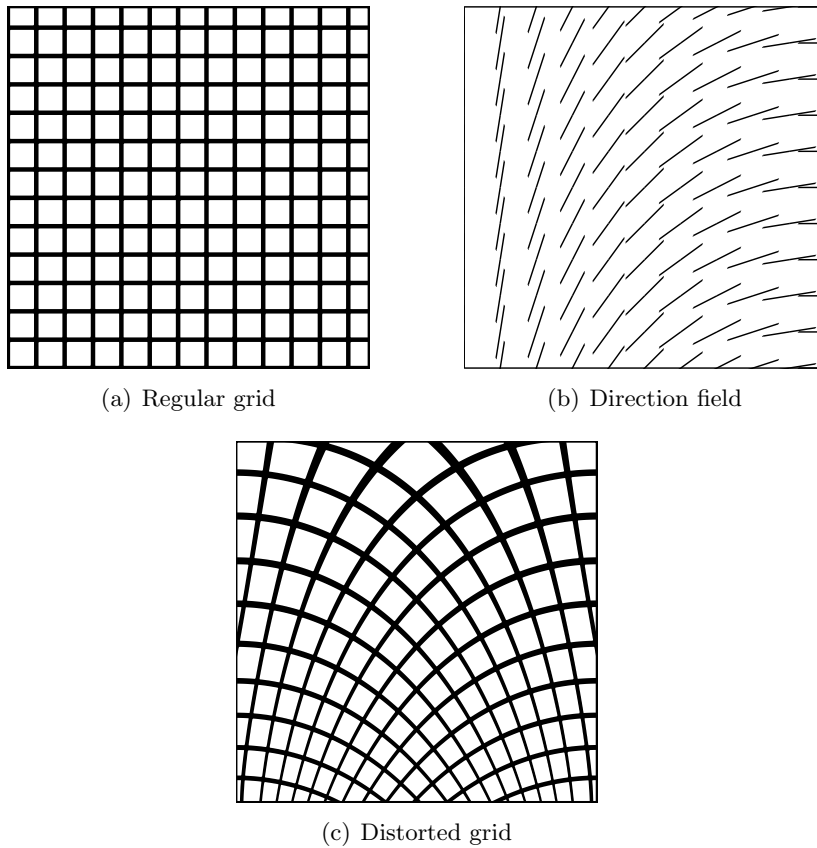 (a) Regular grid
(b) Direction field
(c) Distorted grid